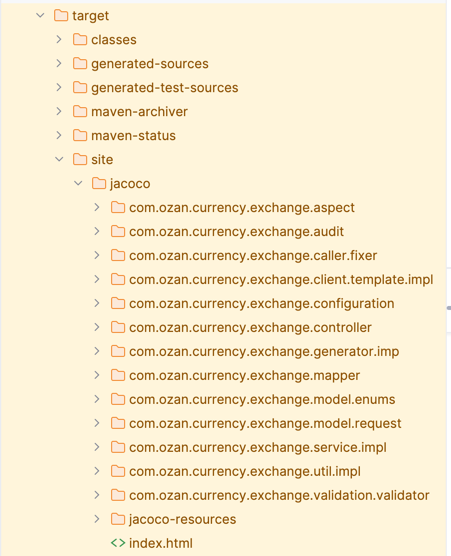 target
classes
generated-sources
generated-test-sources
maven-archiver
maven-status
site
jacoco
com.ozan.currency.exchange.aspect
com.ozan.currency.exchange.audit
com.ozan.currency.exchange.caller.fixer
com.ozan.currency.exchange.client.template.impl
com.ozan.currency.exchange.configuration
com.ozan.currency.exchange.controller
com.ozan.currency.exchange.generator.imp
com.ozan.currency.exchange.mapper
com.ozan.currency.exchange.model.enums
com.ozan.currency.exchange.model.request
com.ozan.currency.exchange.service.impl
com.ozan.currency.exchange.util.impl
com.ozan.currency.exchange.validation.validator
jacoco-resources
index.html